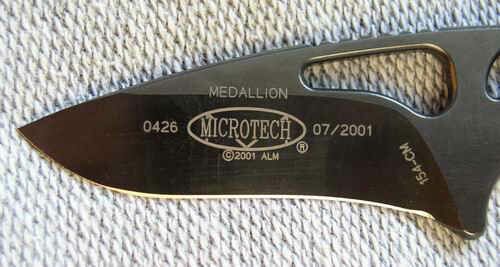 MEDALLION
0426 MICROTECH ® 07/2001
©2001 ALM
154-CM